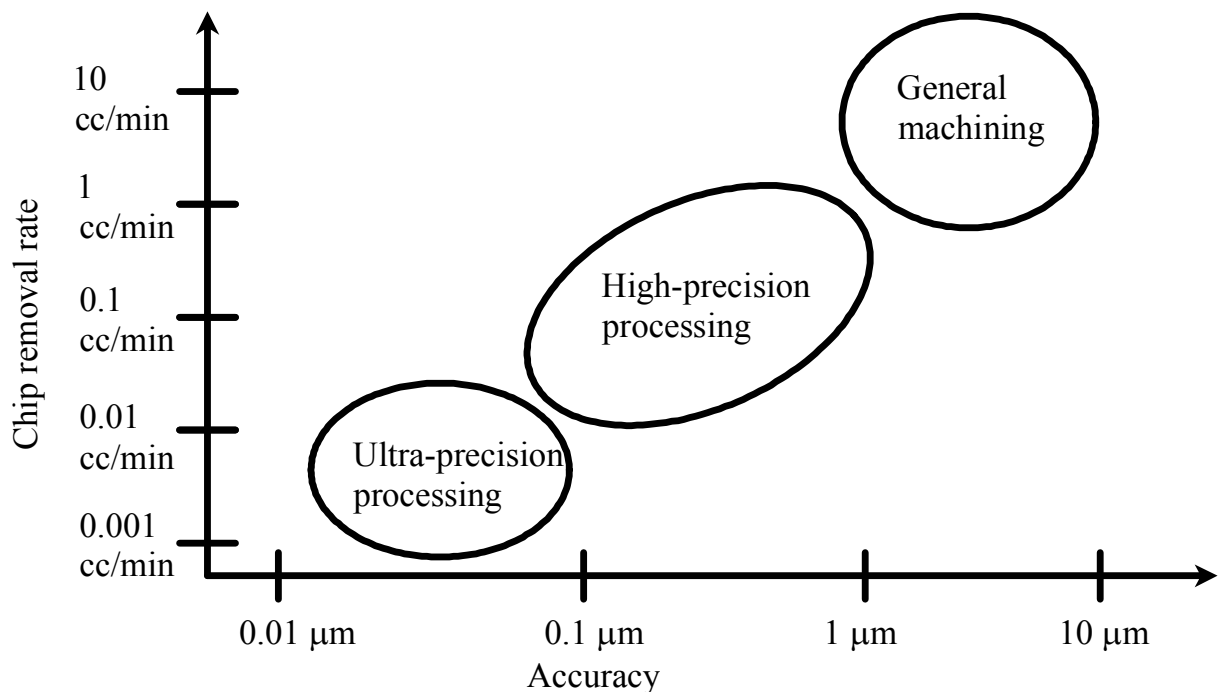 10
cc/min
1
cc/min
0.1
cc/min
0.01
cc/min
0.001
cc/min
Chip removal rate
General
machining
High-precision
processing
Ultra-precision
processing
0.01 μm
0.1 μm
1 μm
10 μm
Accuracy